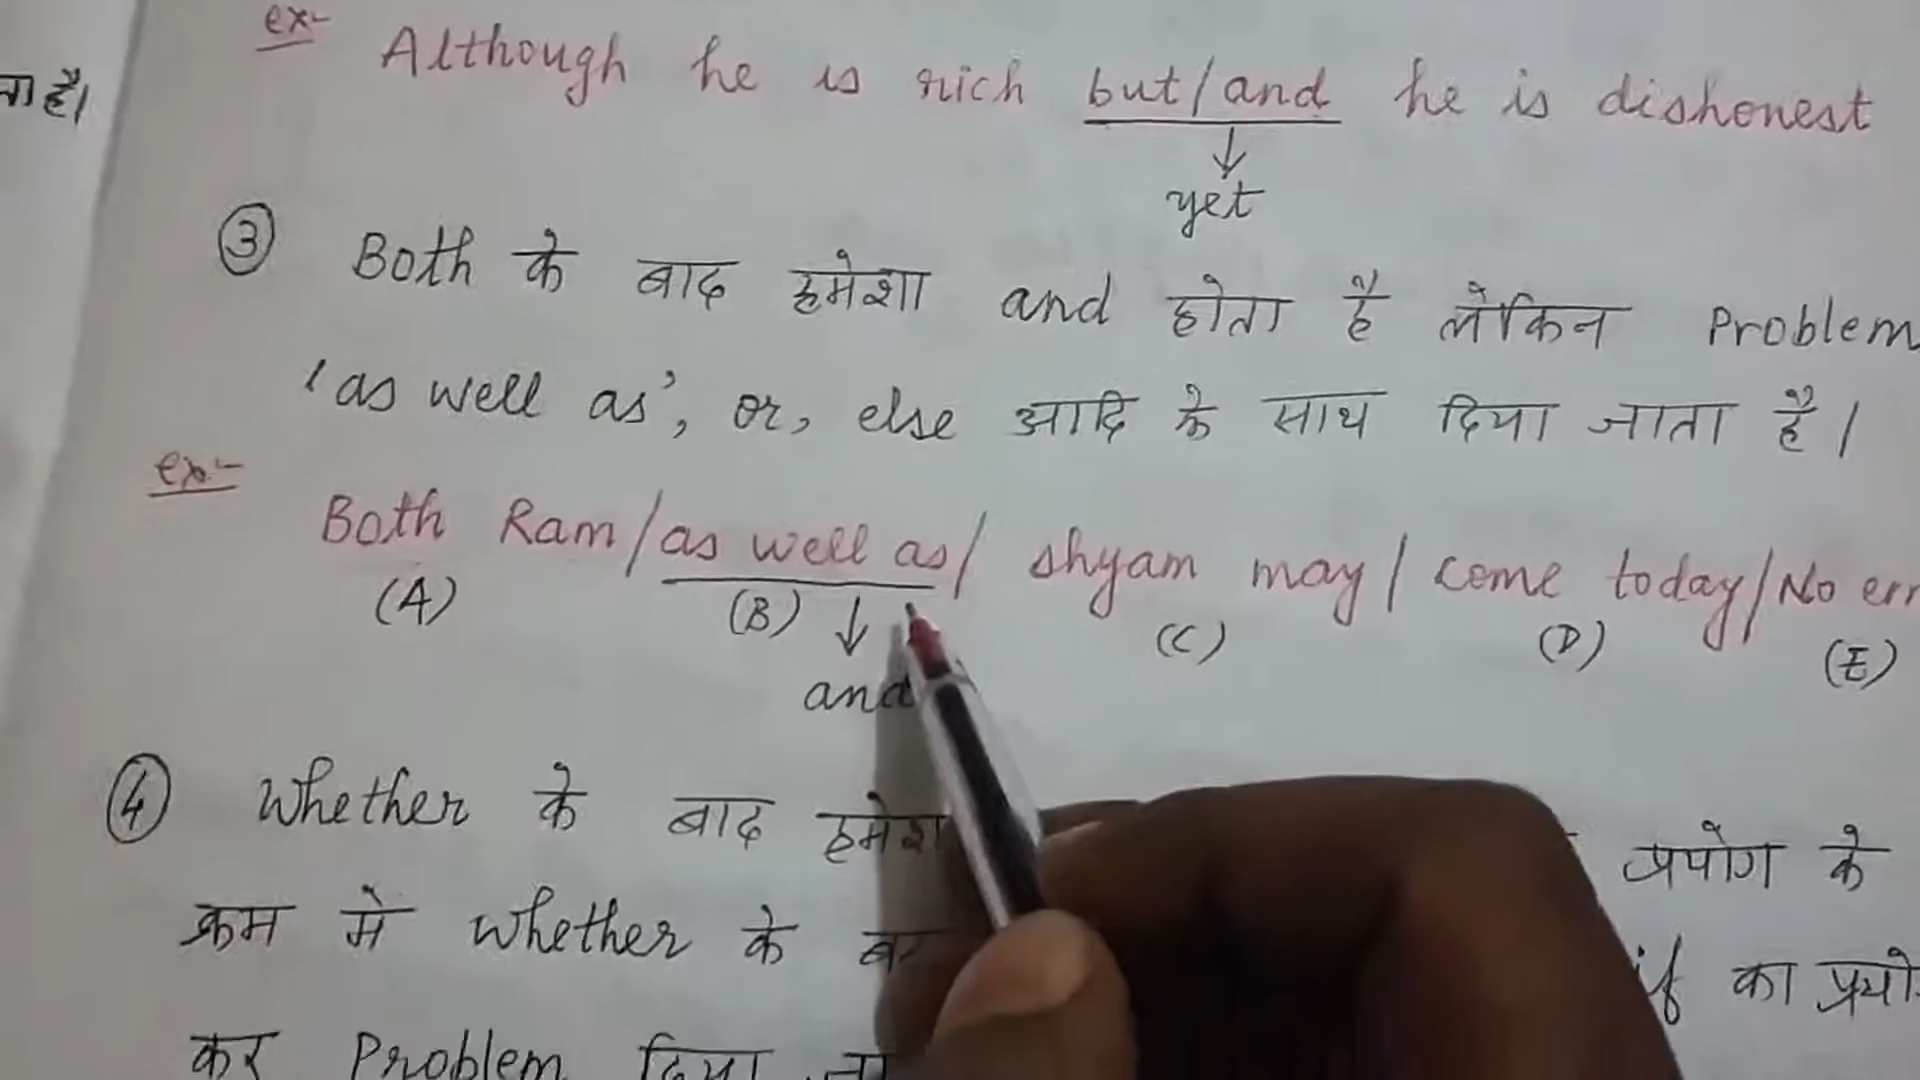 ex:-
Although he is rich but/and he is dishonest
है।
↓
yet
③ Both के बाद हमेशा and होता है लेकिन Problem
'as well as', or, else आदि के साथ दिया जाता है।
ex:-
Both Ram/as well as/ shyam may/ come today/No err
(A) (B) ↓ (C) (D) (E)
and
④ Whether के बाद प्रयोग के
क्रम मे whether के if का
कर Problem दिया